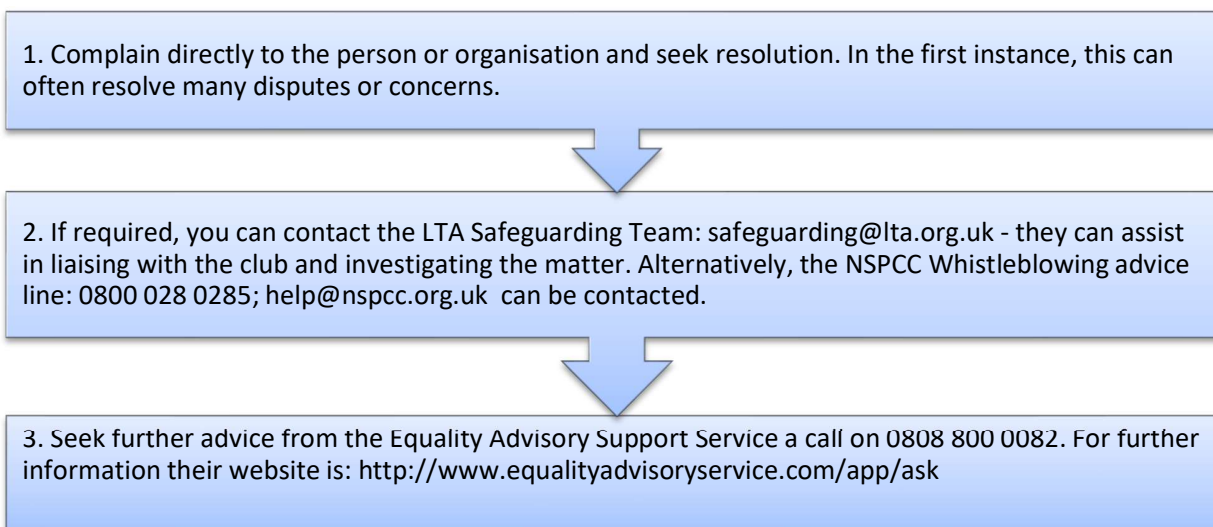 1. Complain directly to the person or organisation and seek resolution. In the first instance, this can
often resolve many disputes or concerns.
2. If required, you can contact the LTA Safeguarding Team: safeguarding@lta.org.uk - they can assist
in liaising with the club and investigating the matter. Alternatively, the NSPCC Whistleblowing advice
line: 0800 028 0285; help@nspcc.org.uk can be contacted.
3. Seek further advice from the Equality Advisory Support Service a call on 0808 800 0082. For further
information their website is: http://www.equalityadvisoryservice.com/app/ask